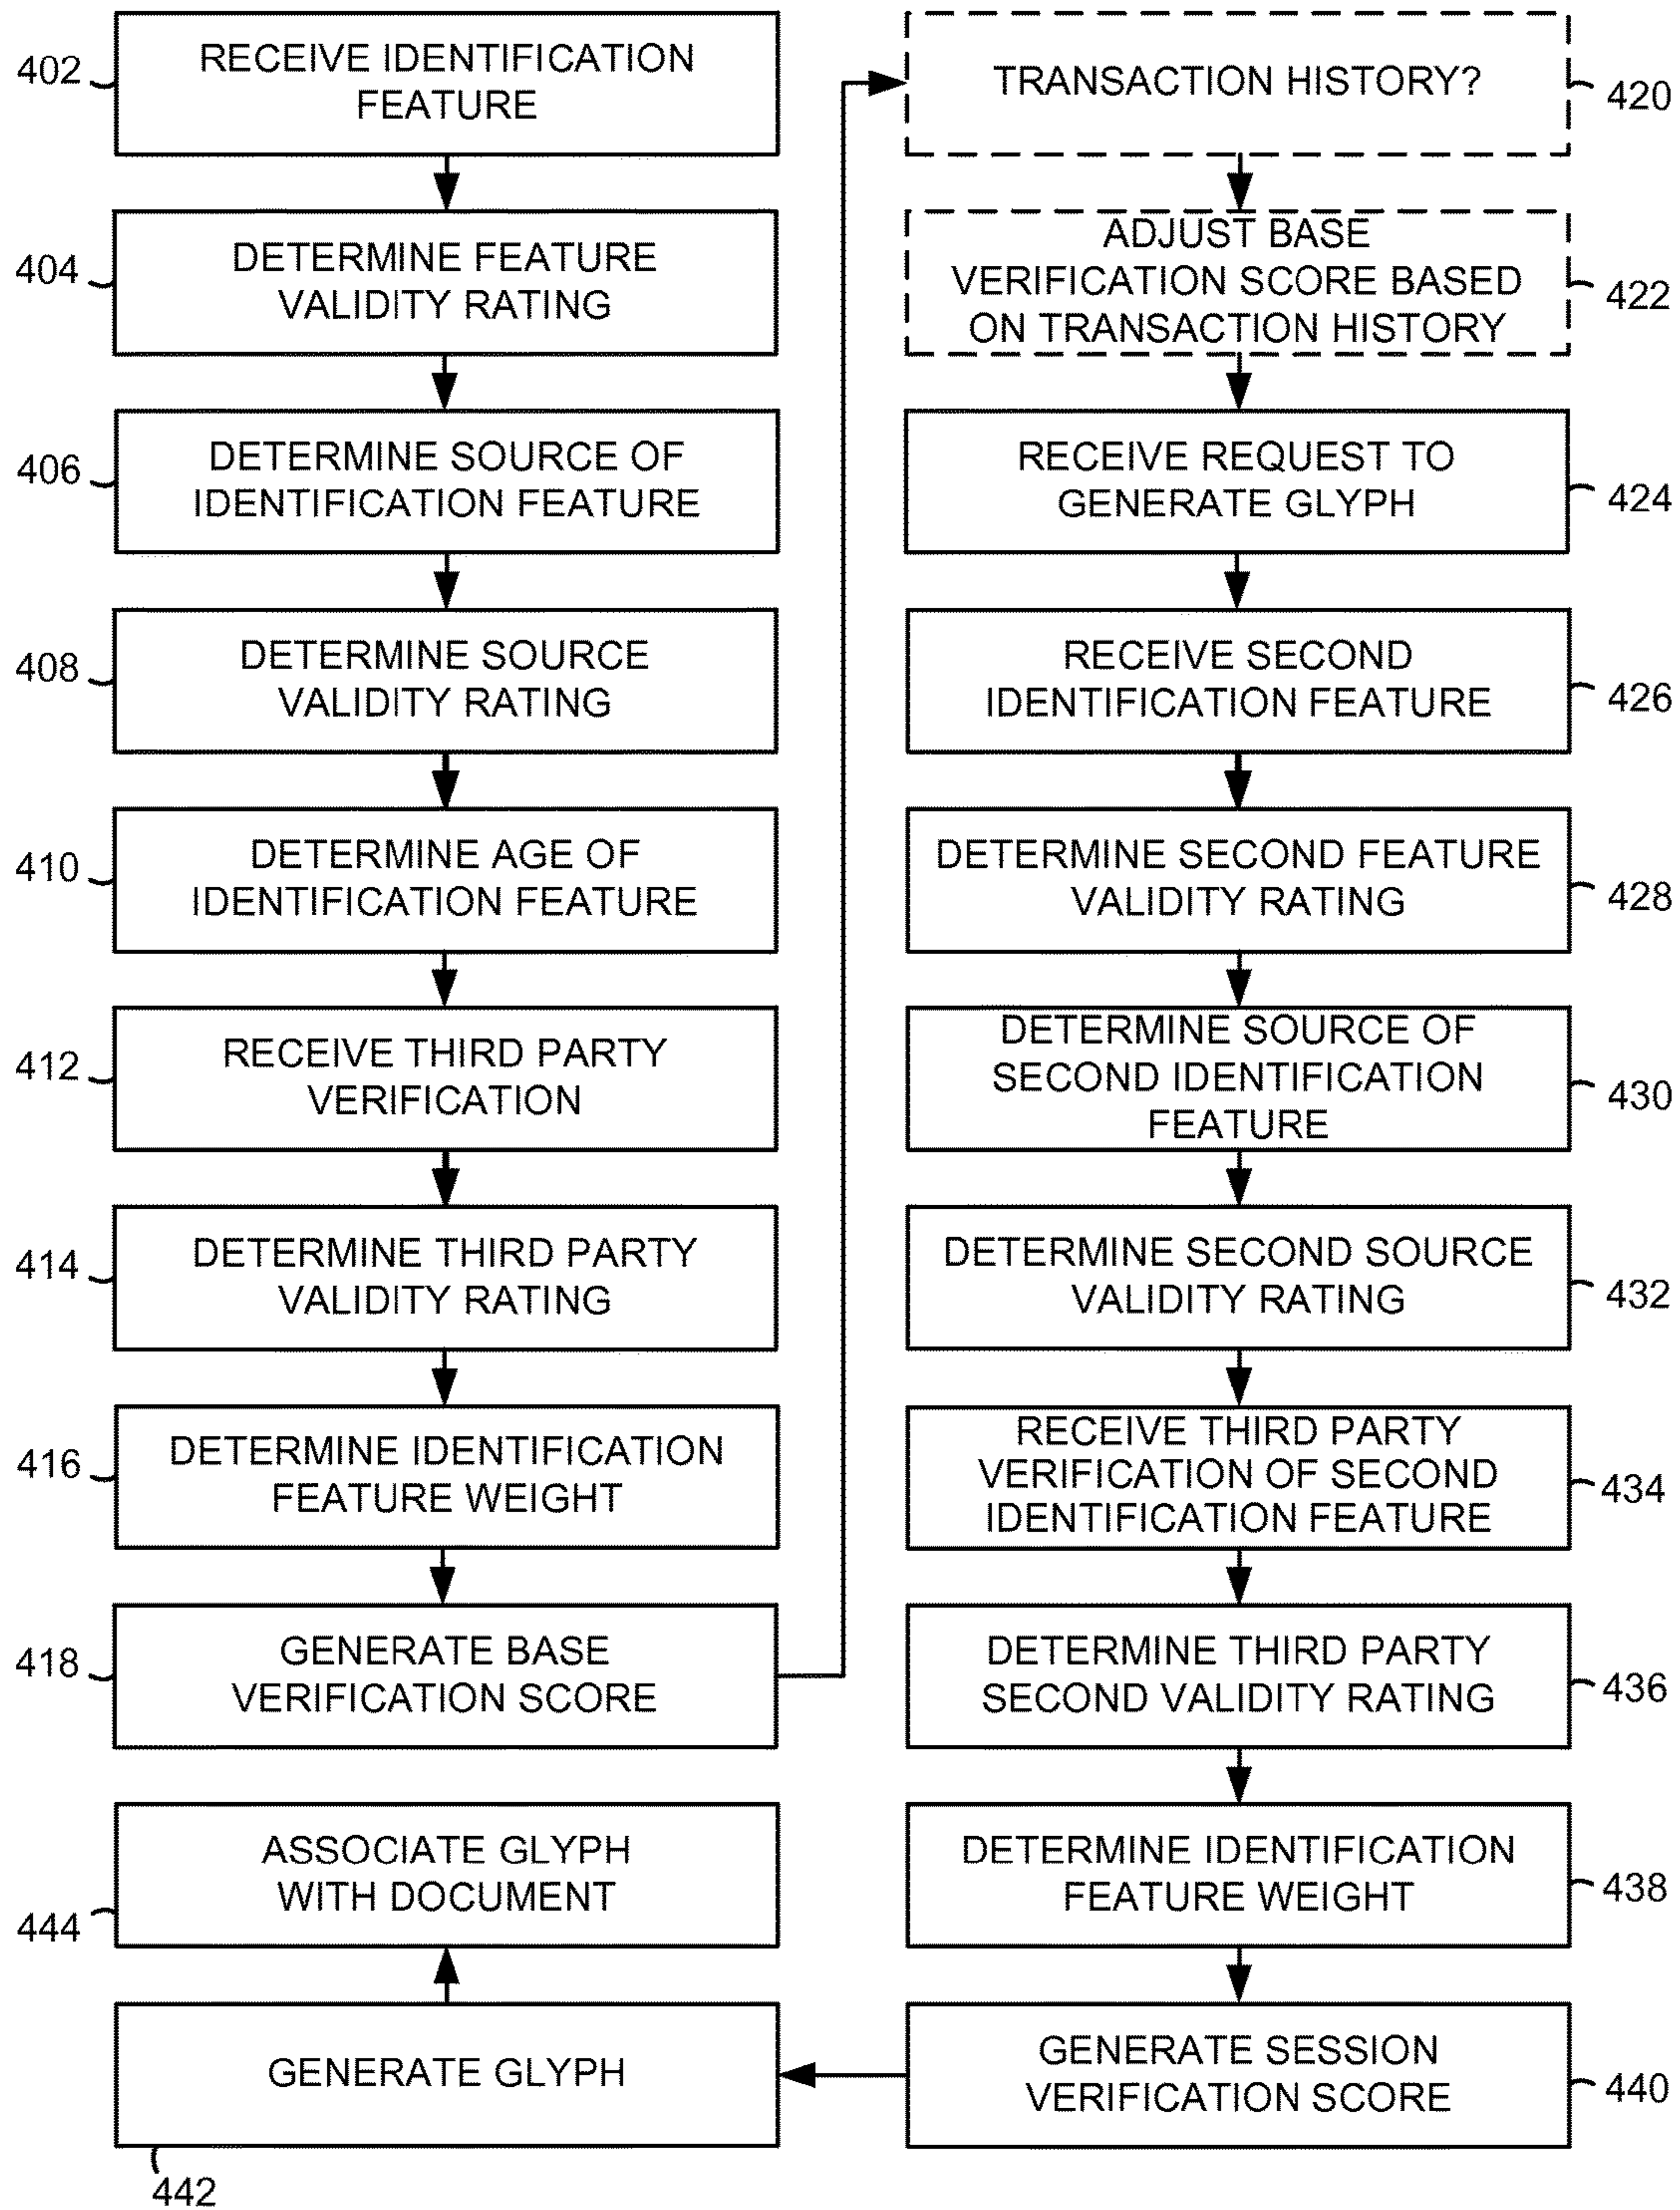 402
RECEIVE IDENTIFICATION
FEATURE
404
DETERMINE FEATURE
VALIDITY RATING
406
DETERMINE SOURCE OF
IDENTIFICATION FEATURE
408
DETERMINE SOURCE
VALIDITY RATING
410
DETERMINE AGE OF
IDENTIFICATION FEATURE
412
RECEIVE THIRD PARTY
VERIFICATION
414
DETERMINE THIRD PARTY
VALIDITY RATING
416
DETERMINE IDENTIFICATION
FEATURE WEIGHT
418
GENERATE BASE
VERIFICATION SCORE
TRANSACTION HISTORY?
420
ADJUST BASE
VERIFICATION SCORE BASED
ON TRANSACTION HISTORY
422
RECEIVE REQUEST TO
GENERATE GLYPH
424
RECEIVE SECOND
IDENTIFICATION FEATURE
426
DETERMINE SECOND FEATURE
VALIDITY RATING
428
DETERMINE SOURCE OF
SECOND IDENTIFICATION
FEATURE
430
DETERMINE SECOND SOURCE
VALIDITY RATING
432
RECEIVE THIRD PARTY
VERIFICATION OF SECOND
IDENTIFICATION FEATURE
434
DETERMINE THIRD PARTY
SECOND VALIDITY RATING
436
DETERMINE IDENTIFICATION
FEATURE WEIGHT
438
GENERATE SESSION
VERIFICATION SCORE
440
GENERATE GLYPH
442
ASSOCIATE GLYPH
WITH DOCUMENT
444